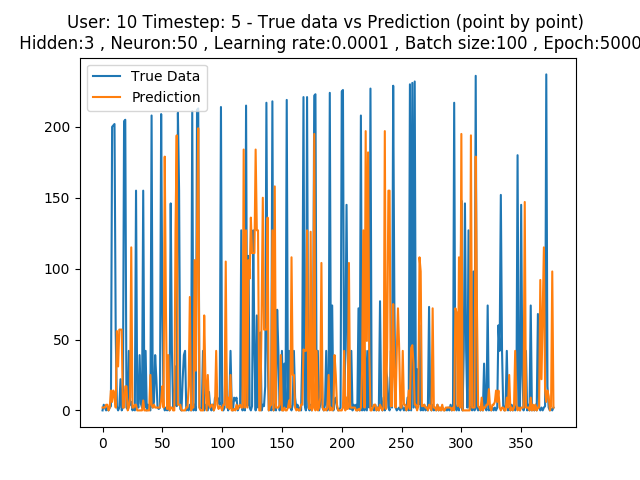 User: 10 Timestep: 5 - True data vs Prediction (point by point)
Hidden:3 , Neuron:50 , Learning rate:0.0001 , Batch size:100 , Epoch:5000
True Data
Prediction
200
150
100
50
0
0 50 100 150 200 250 300 350